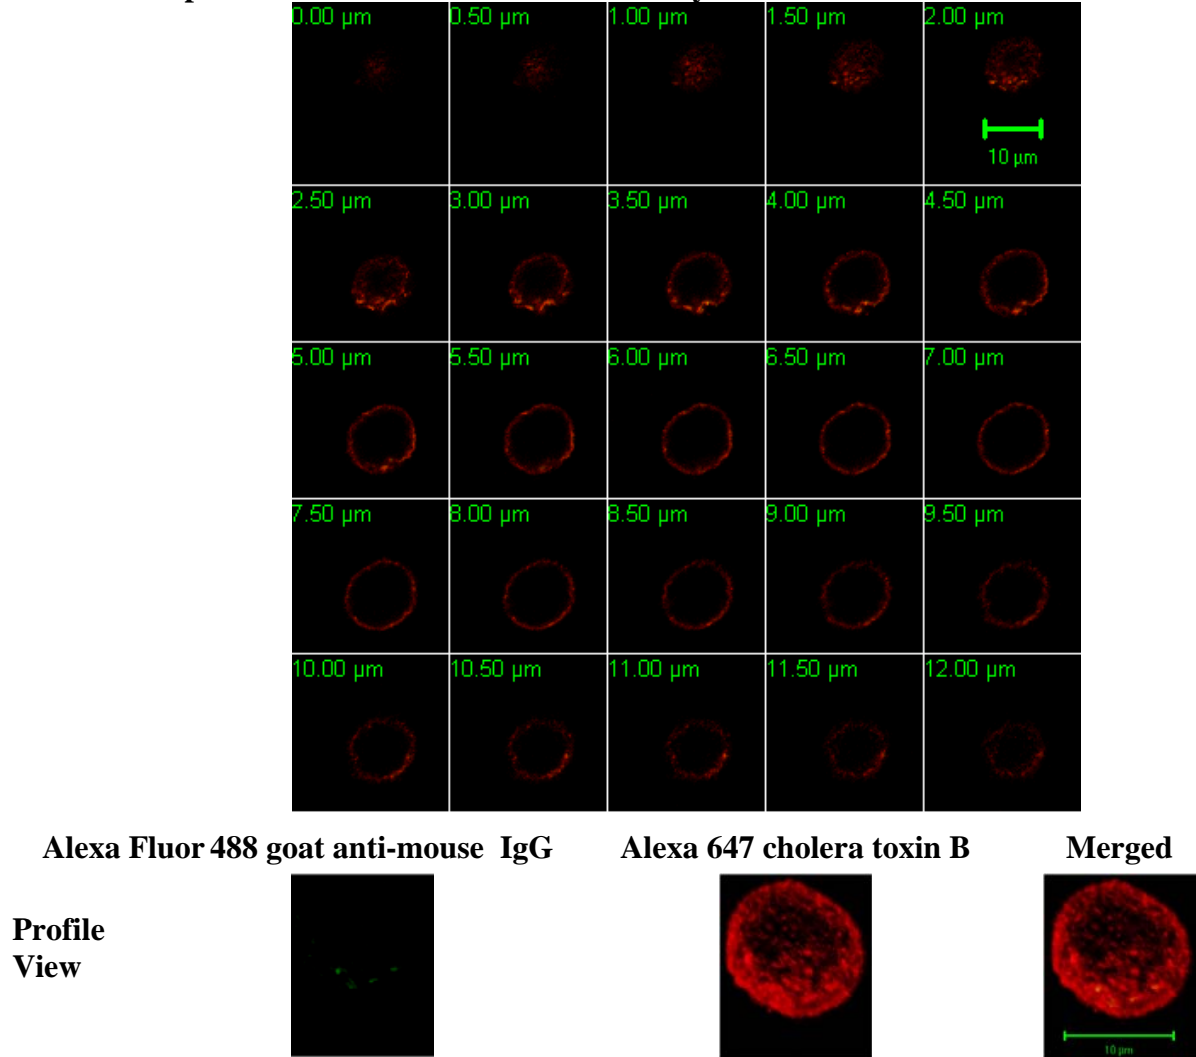 0.00 µm 0.50 µm 1.00 µm 1.50 µm 2.00 µm
10 µm
2.50 µm 3.00 µm 3.50 µm 4.00 µm 4.50 µm
5.00 µm 5.50 µm 6.00 µm 6.50 µm 7.00 µm
7.50 µm 8.00 µm 8.50 µm 9.00 µm 9.50 µm
10.00 µm 10.50 µm 11.00 µm 11.50 µm 12.00 µm
Alexa Fluor 488 goat anti-mouse IgG Alexa 647 cholera toxin B Merged
Profile
View
10 µm